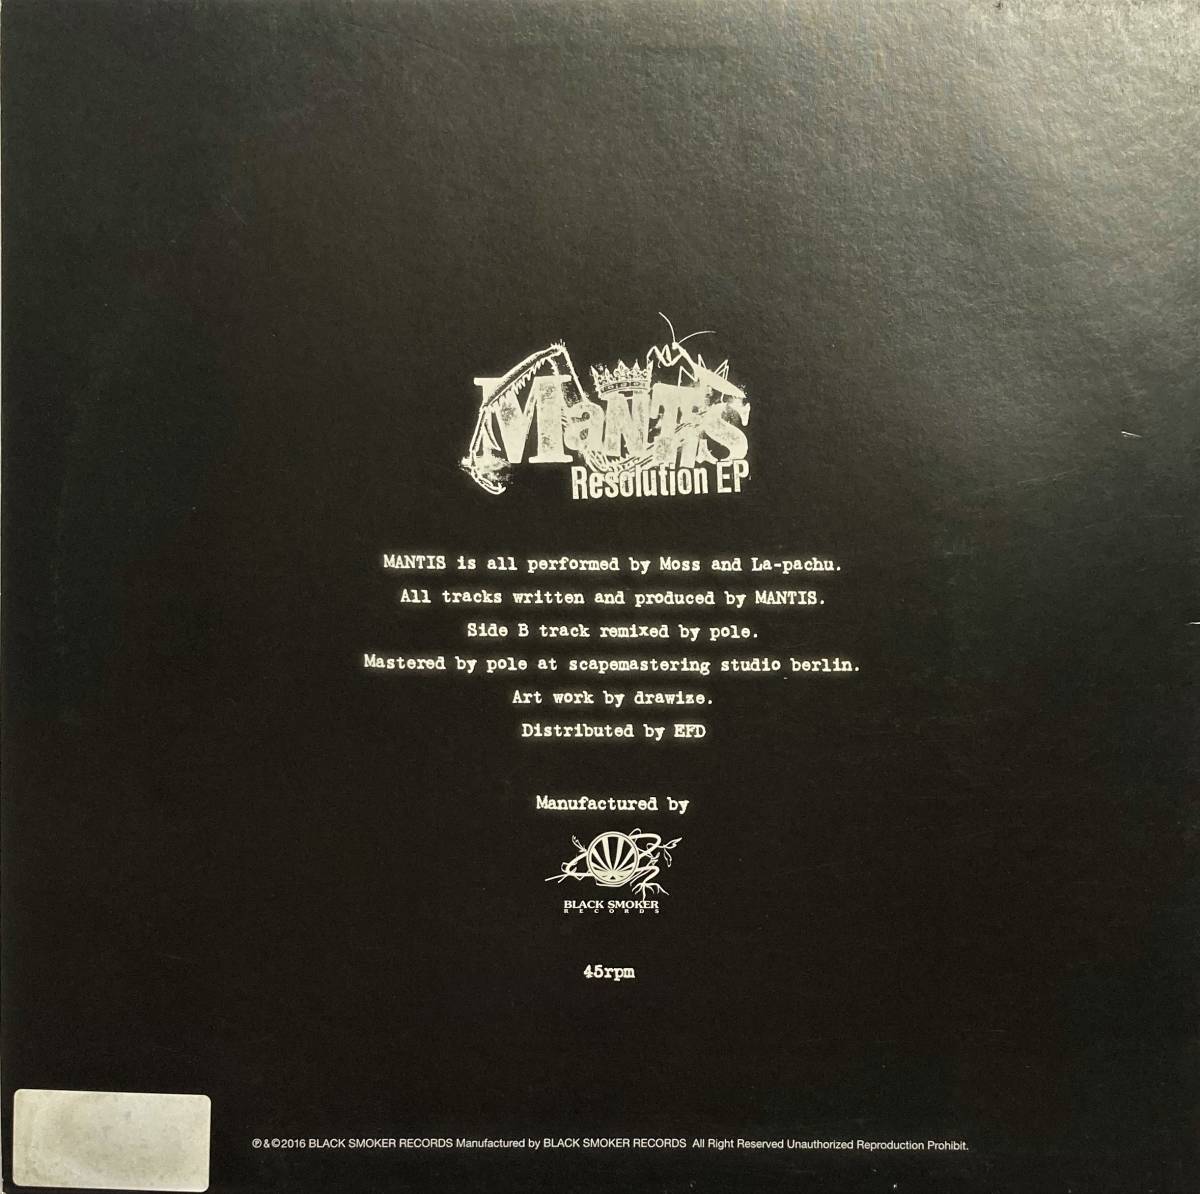 MANTIS
Resolution EP
MANTIS is all performed by Moss and La-pachu.
All tracks written and produced by MANTIS.
Side B track remixed by pole.
Mastered by pole at scapemastering studio berlin.
Art work by drawize.
Distributed by EFD
Manufactured by
BLACK SMOKER
RECORDS
45rpm
℗&©2016 BLACK SMOKER RECORDS Manufactured by BLACK SMOKER RECORDS All Right Reserved Unauthorized Reproduction Prohibit.